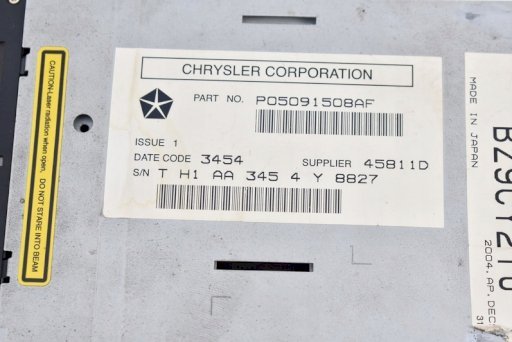 CAUTION-Laser radiation when open, DO NOT STARE INTO BEAM
CHRYSLER CORPORATION
PART NO. P05091508AF
ISSUE 1
DATE CODE 3454 SUPPLIER 45811D
S/N T H1 AA 345 4 Y 8827
MADE IN JAPAN
2004. AP. DEC
31